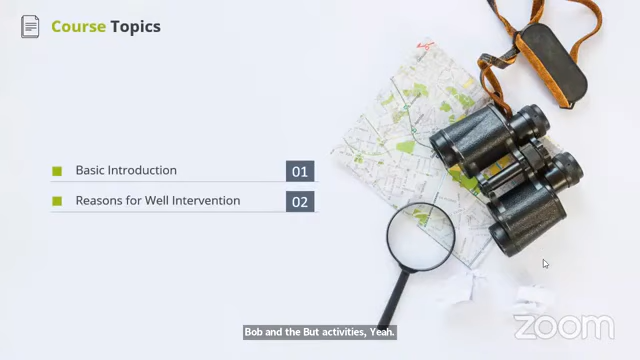 Course Topics
Basic Introduction 01
Reasons for Well Intervention 02
Bob and the But activities, Yeah.
zoom